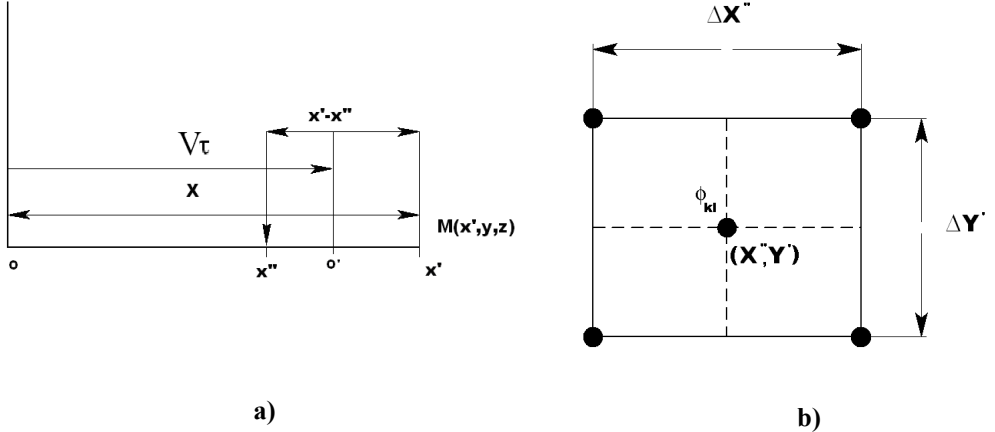 x'-x"
Vτ
x
M(x',y,z)
o
x"
o'
x'
a)
ΔX"
ϕkl
(X",Y')
ΔY'
b)